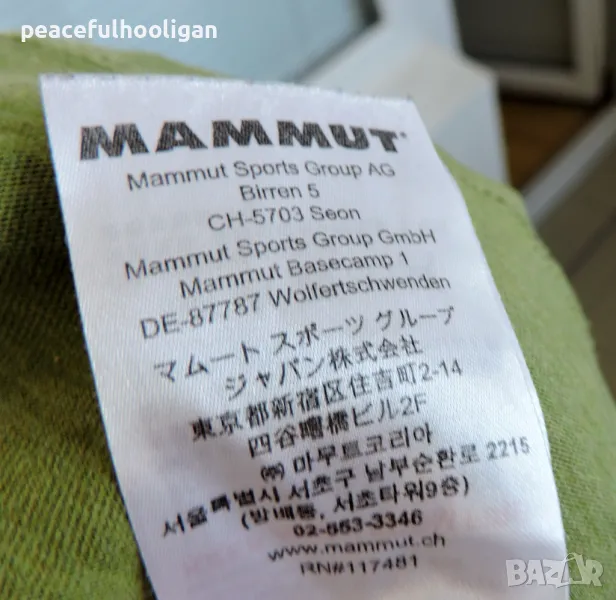 peacefulhooligan
MAMMUT
Mammut Sports Group AG
Birren 5
CH-5703 Seon
Mammut Sports Group GmbH
Mammut Basecamp 1
DE-87787 Wolfertschwenden
マムート スポーツ グループ
ジャパン株式会社
東京都新宿区住吉町2-14
四谷曙橋ビル2F
㈜ 마무트코리아
서울특별시 서초구 남부순환로 2215
(방배동, 서초타워9층)
02-553-3346
www.mammut.ch
RN#117481
BAZAR